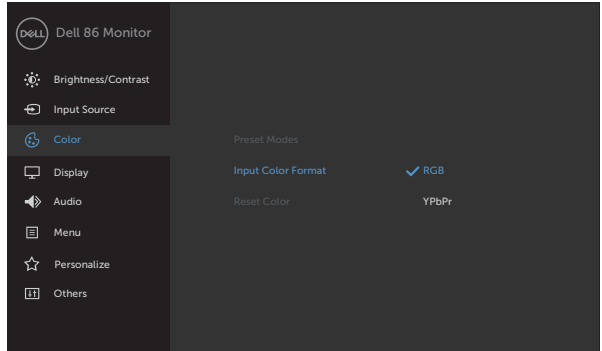 DELL
Dell 86 Monitor
Brightness/Contrast
Input Source
Color
Display
Audio
Menu
Personalize
Others
Preset Modes
Input Color Format
RGB
Reset Color
YPbPr